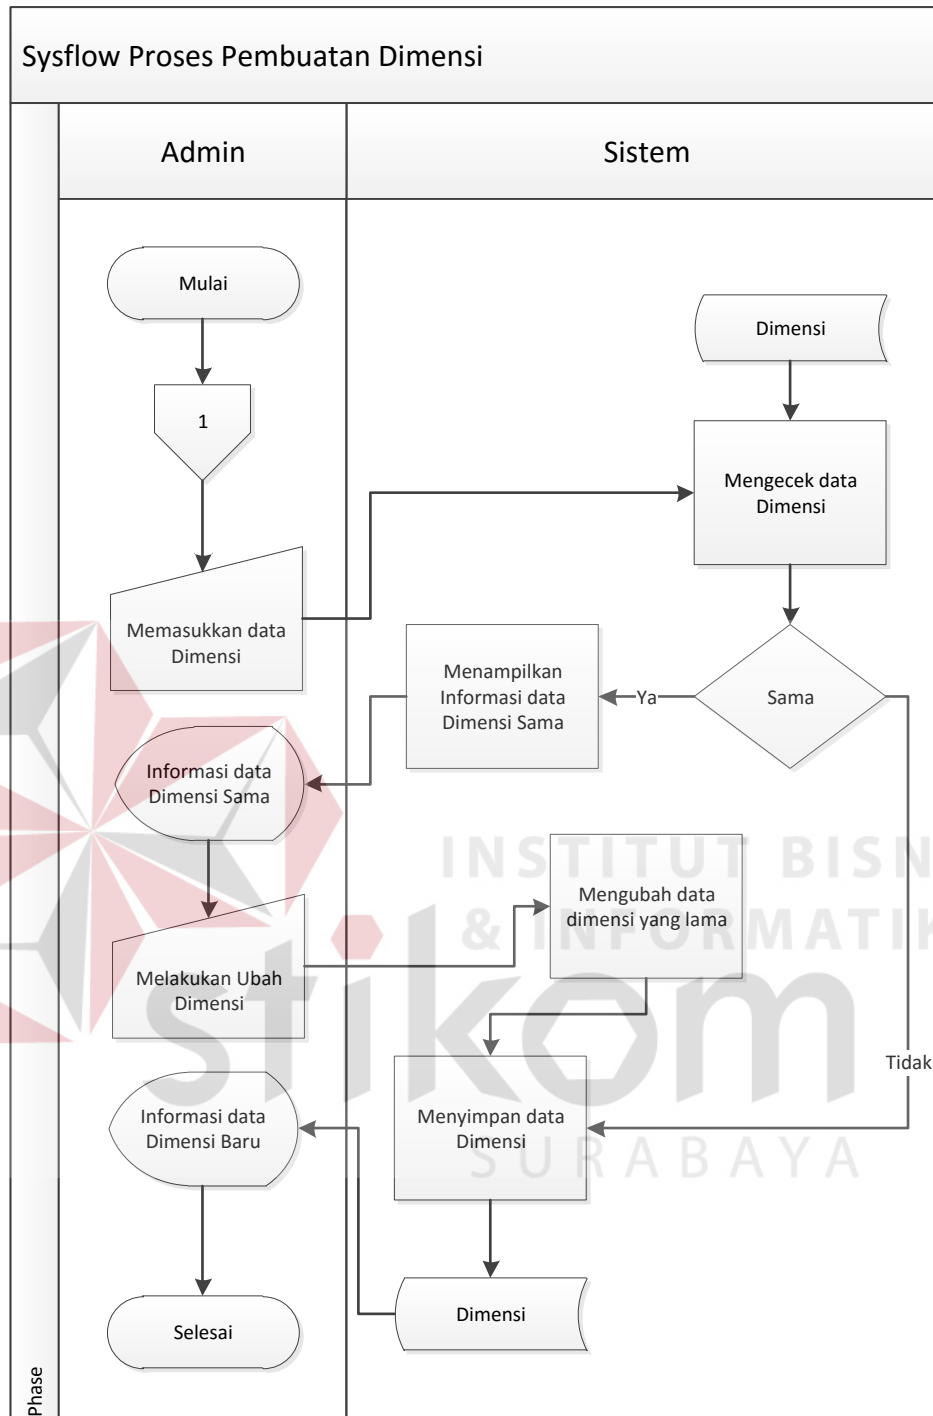 Sysflow Proses Pembuatan Dimensi
Admin
Sistem
Mulai
Dimensi
1
Mengecek data
Dimensi
Memasukkan data
Dimensi
Menampilkan
Informasi data
Dimensi Sama
Ya
Sama
Informasi data
Dimensi Sama
Mengubah data
dimensi yang lama
Melakukan Ubah
Dimensi
Tidak
Informasi data
Dimensi Baru
Menyimpan data
Dimensi
Selesai
Dimensi
Phase
INSTITUT BISN
& INFORMATIK
stikom
SURABAYA